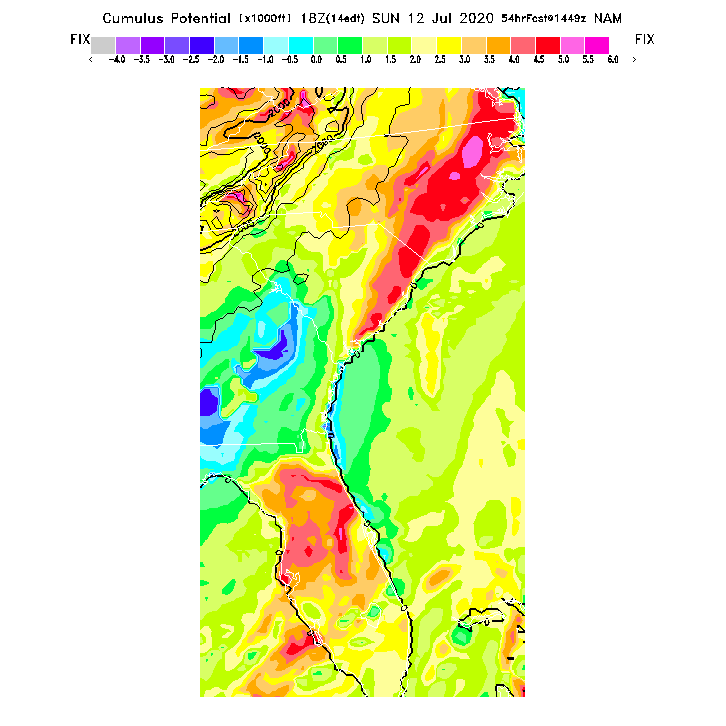 Cumulus Potential [x1000ft] 18Z(14edt) SUN 12 Jul 2020 54hrFcst@1449z NAM
FIX FIX
< -4.0 -3.5 -3.0 -2.5 -2.0 -1.5 -1.0 -0.5 0.0 0.5 1.0 1.5 2.0 2.5 3.0 3.5 4.0 4.5 5.0 5.5 6.0 >
2000
2000